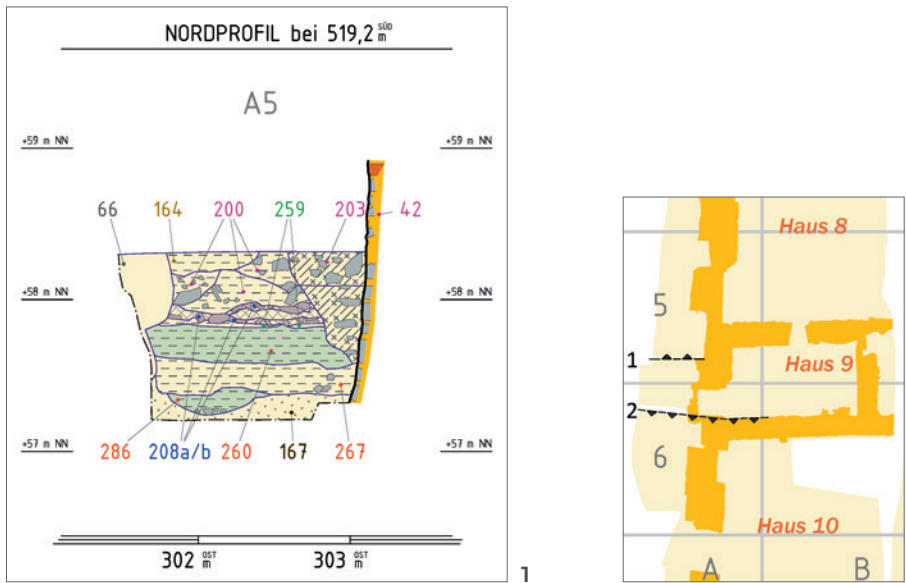 NORDPROFIL bei 519,2 SÜD m
A5
+59 m NN +59 m NN
66 164 200 259 203 42
+58 m NN +58 m NN
+57 m NN +57 m NN
286 208a/b 260 167 267
302 OST m 303 OST m
1
Haus 8
5
1
Haus 9
2
6
Haus 10
A B